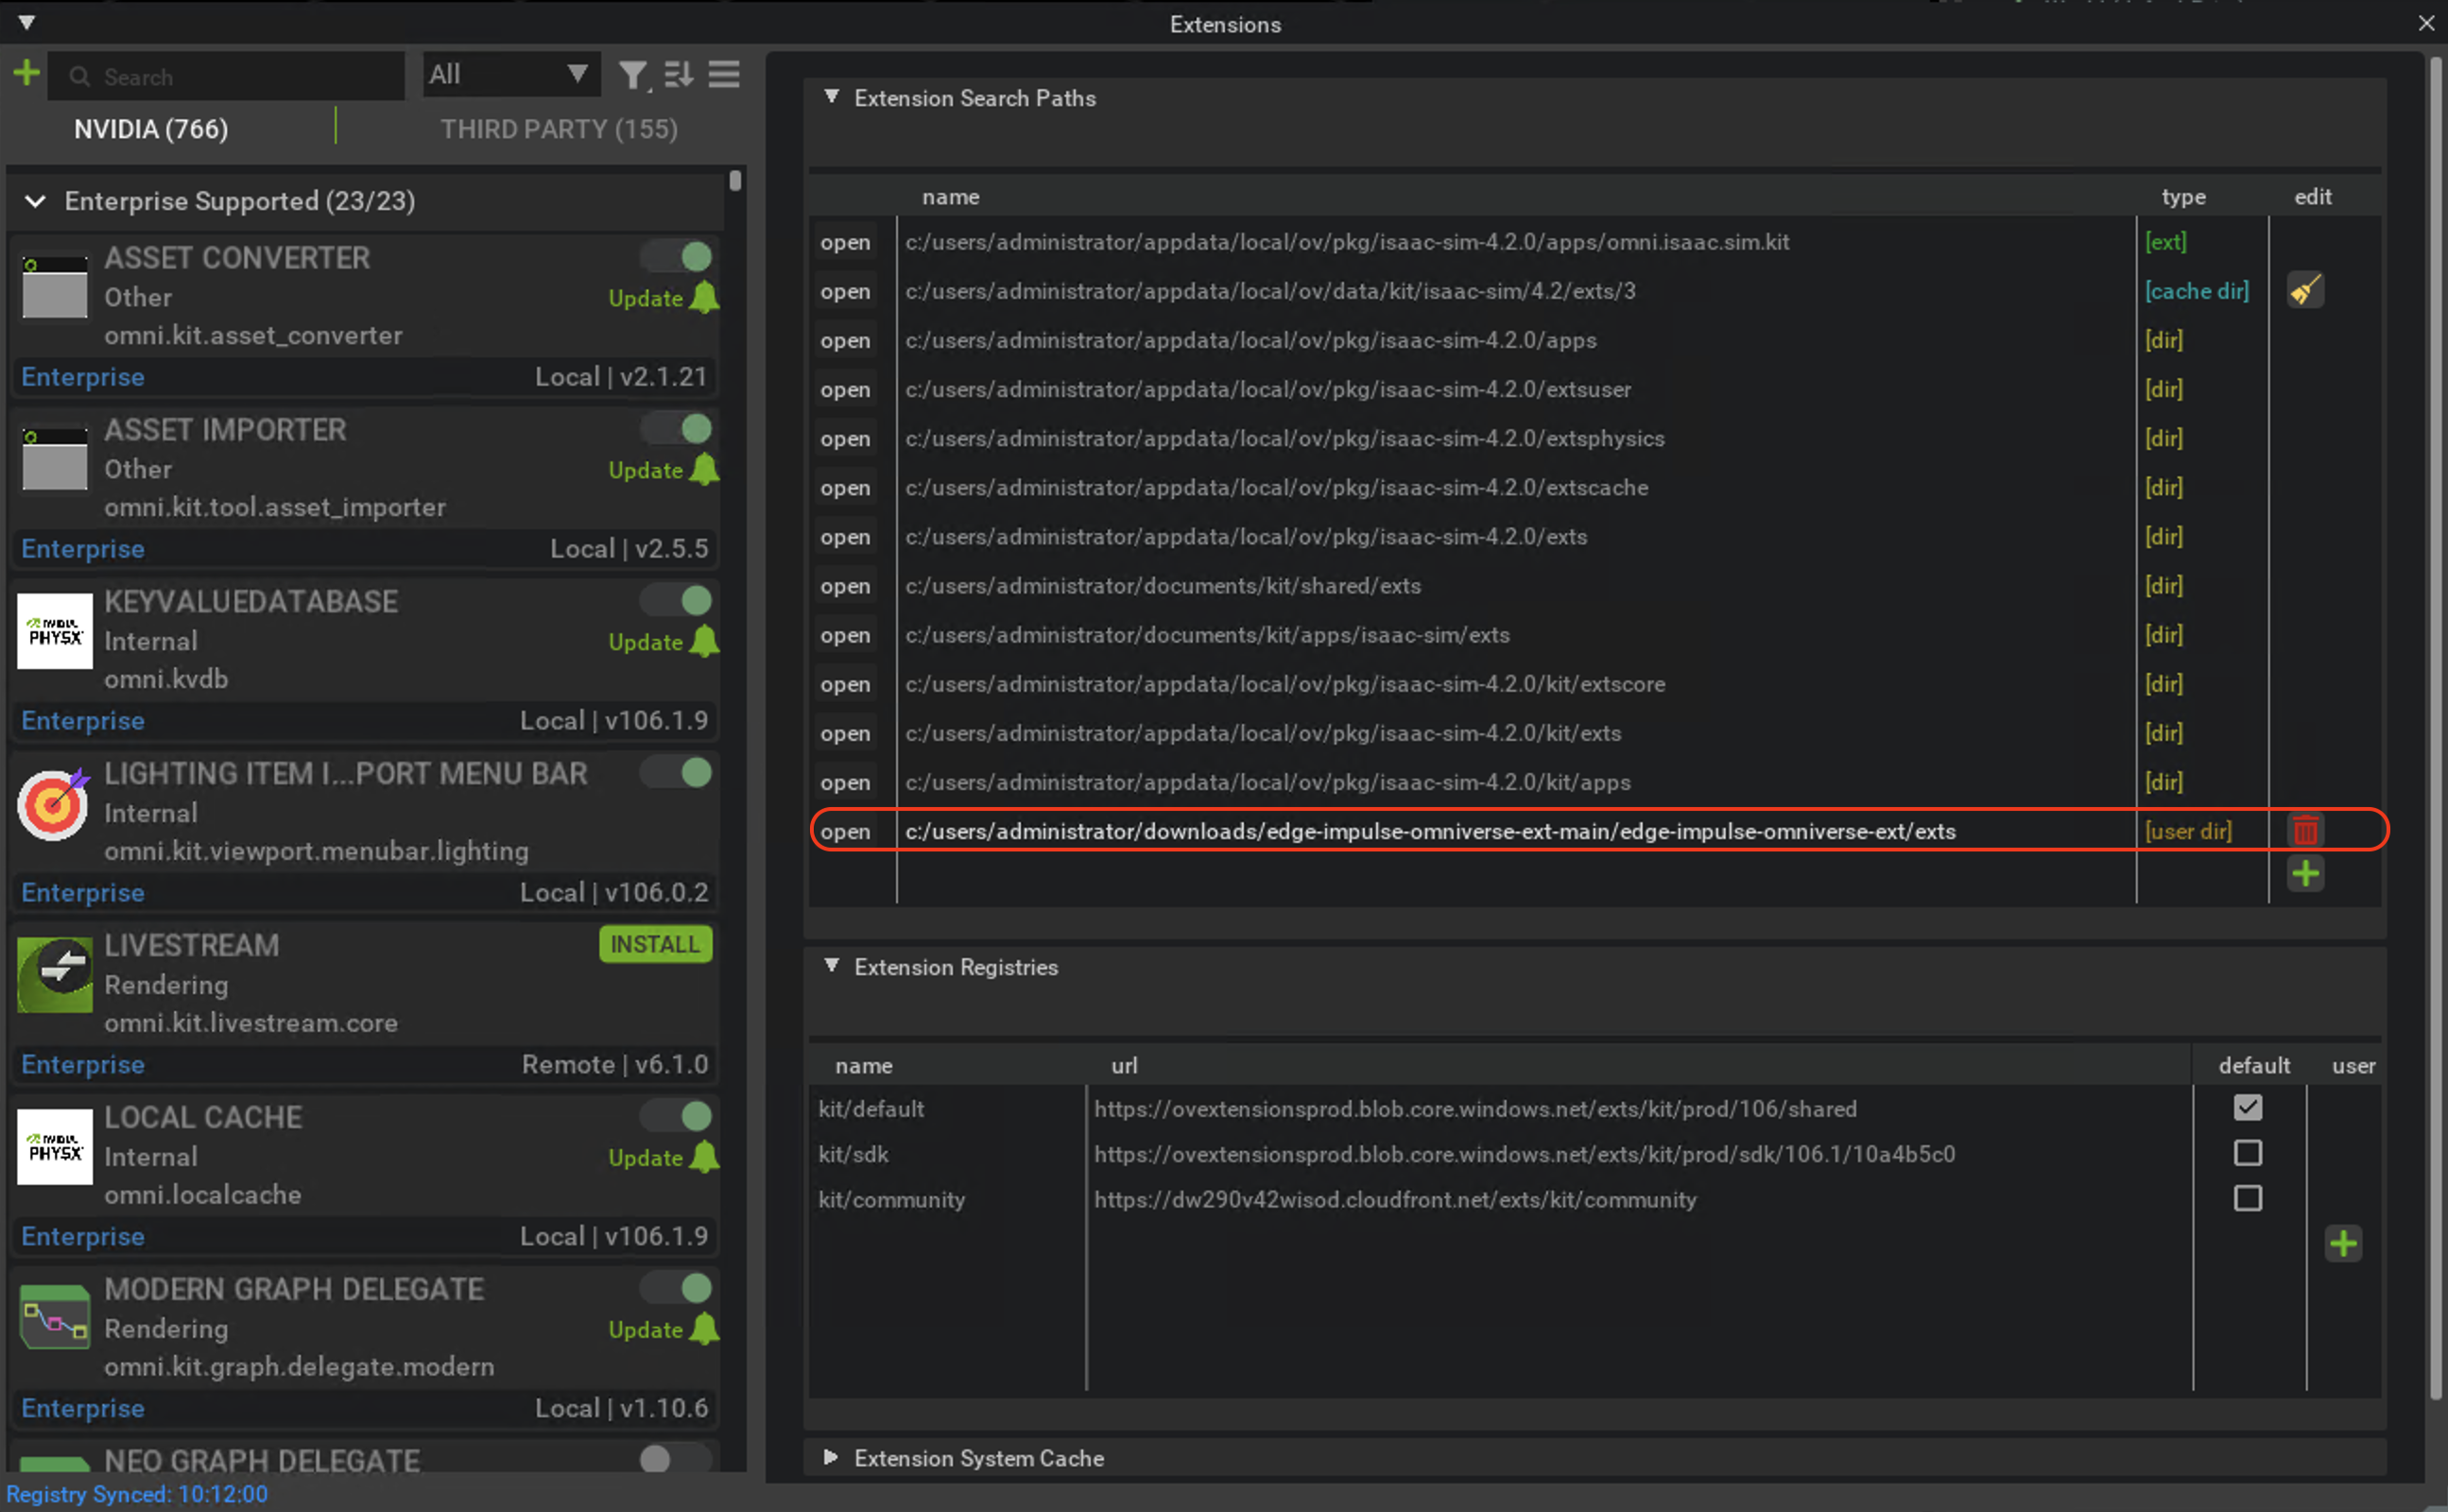 Extensions
Search
All
NVIDIA (766)
THIRD PARTY (155)
Enterprise Supported (23/23)
ASSET CONVERTER
Other
Update
omni.kit.asset_converter
Enterprise
Local | v2.1.21
ASSET IMPORTER
Other
Update
omni.kit.tool.asset_importer
Enterprise
Local | v2.5.5
NVIDIA.
PHYSX
KEYVALUEDATABASE
Internal
Update
omni.kvdb
Enterprise
Local | v106.1.9
LIGHTING ITEM I...PORT MENU BAR
Internal
omni.kit.viewport.menubar.lighting
Enterprise
Local | v106.0.2
LIVESTREAM
INSTALL
Rendering
omni.kit.livestream.core
Enterprise
Remote | v6.1.0
NVIDIA.
PHYSX
LOCAL CACHE
Internal
Update
omni.localcache
Enterprise
Local | v106.1.9
MODERN GRAPH DELEGATE
Rendering
Update
omni.kit.graph.delegate.modern
Enterprise
Local | v1.10.6
NEO GRAPH DELEGATE
Registry Synced: 10:12:00
Extension Search Paths
name type edit
open c:/users/administrator/appdata/local/ov/pkg/isaac-sim-4.2.0/apps/omni.isaac.sim.kit [ext]
open c:/users/administrator/appdata/local/ov/data/kit/isaac-sim/4.2/exts/3 [cache dir]
open c:/users/administrator/appdata/local/ov/pkg/isaac-sim-4.2.0/apps [dir]
open c:/users/administrator/appdata/local/ov/pkg/isaac-sim-4.2.0/extsuser [dir]
open c:/users/administrator/appdata/local/ov/pkg/isaac-sim-4.2.0/extsphysics [dir]
open c:/users/administrator/appdata/local/ov/pkg/isaac-sim-4.2.0/extscache [dir]
open c:/users/administrator/appdata/local/ov/pkg/isaac-sim-4.2.0/exts [dir]
open c:/users/administrator/documents/kit/shared/exts [dir]
open c:/users/administrator/documents/kit/apps/isaac-sim/exts [dir]
open c:/users/administrator/appdata/local/ov/pkg/isaac-sim-4.2.0/kit/extscore [dir]
open c:/users/administrator/appdata/local/ov/pkg/isaac-sim-4.2.0/kit/exts [dir]
open c:/users/administrator/appdata/local/ov/pkg/isaac-sim-4.2.0/kit/apps [dir]
open c:/users/administrator/downloads/edge-impulse-omniverse-ext-main/edge-impulse-omniverse-ext/exts [user dir]
Extension Registries
name url default user
kit/default https://ovextensionsprod.blob.core.windows.net/exts/kit/prod/106/shared
kit/sdk https://ovextensionsprod.blob.core.windows.net/exts/kit/prod/sdk/106.1/10a4b5c0
kit/community https://dw290v42wisod.cloudfront.net/exts/kit/community
Extension System Cache